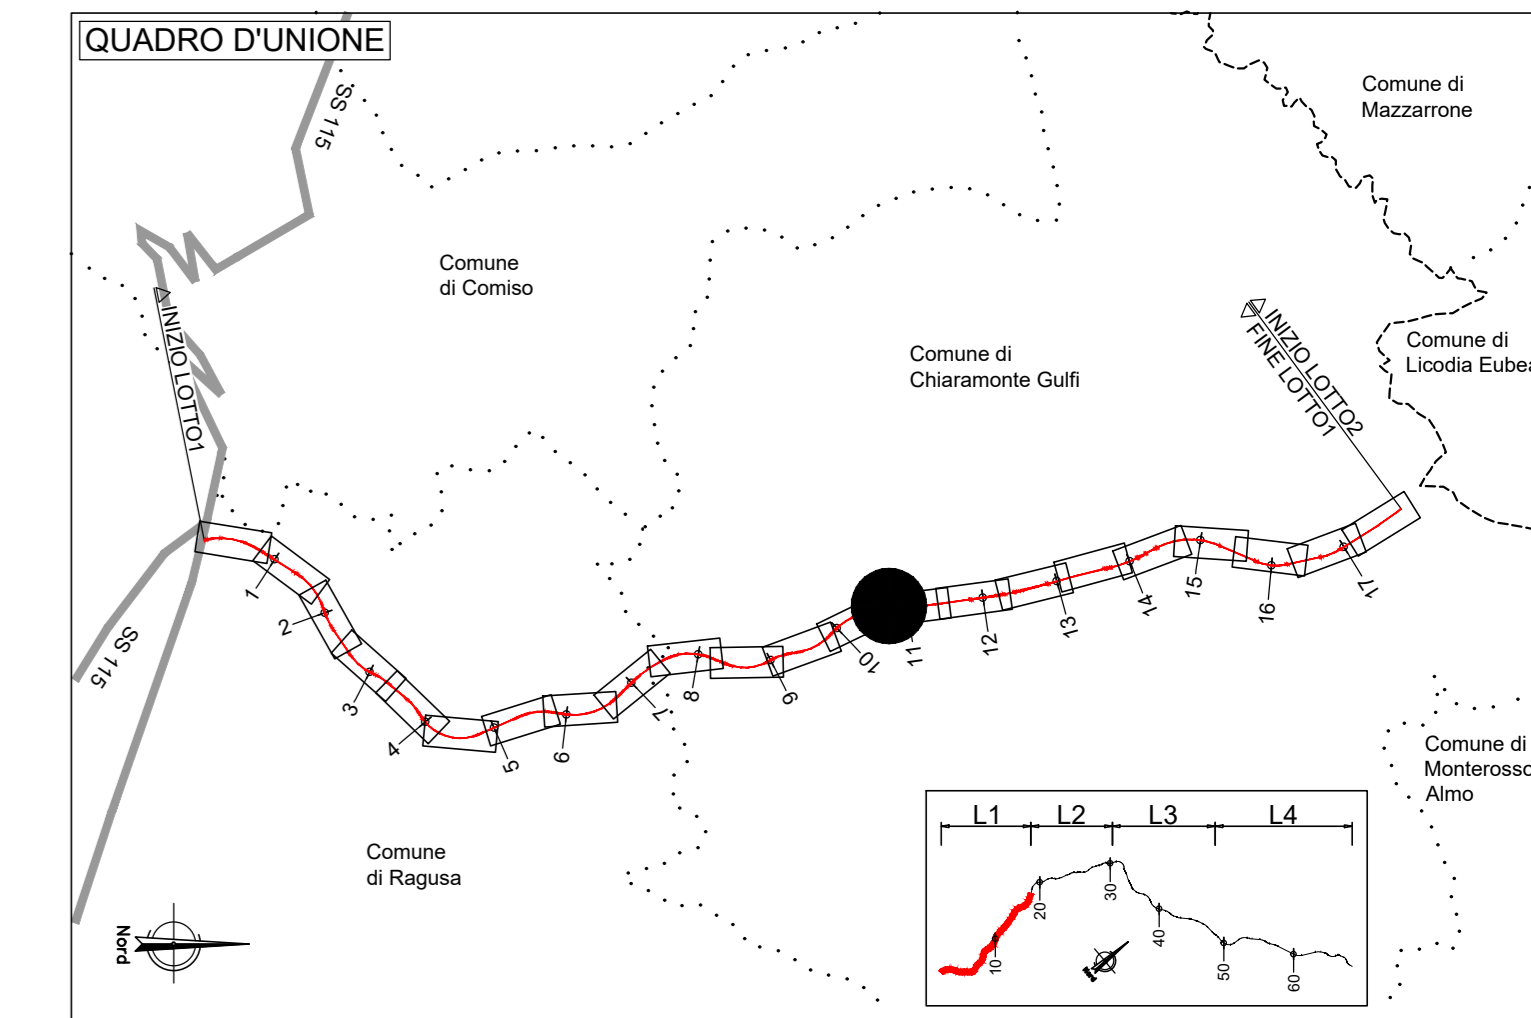 QUADRO D'UNIONE
SS 115
Comune di
Mazzarrone
Comune
di Comiso
INIZIO LOTTO1
Comune di
Chiaramonte Gulfi
INIZIO LOTTO2
FINE LOTTO1
Comune di
Licodia Eubea
1
2
3
4
5
6
7
8
9
10
11
12
13
14
15
16
17
SS 115
Comune di
Monterosso
Almo
Comune
di Ragusa
Nord
L1 L2 L3 L4
10
20
30
40
50
60